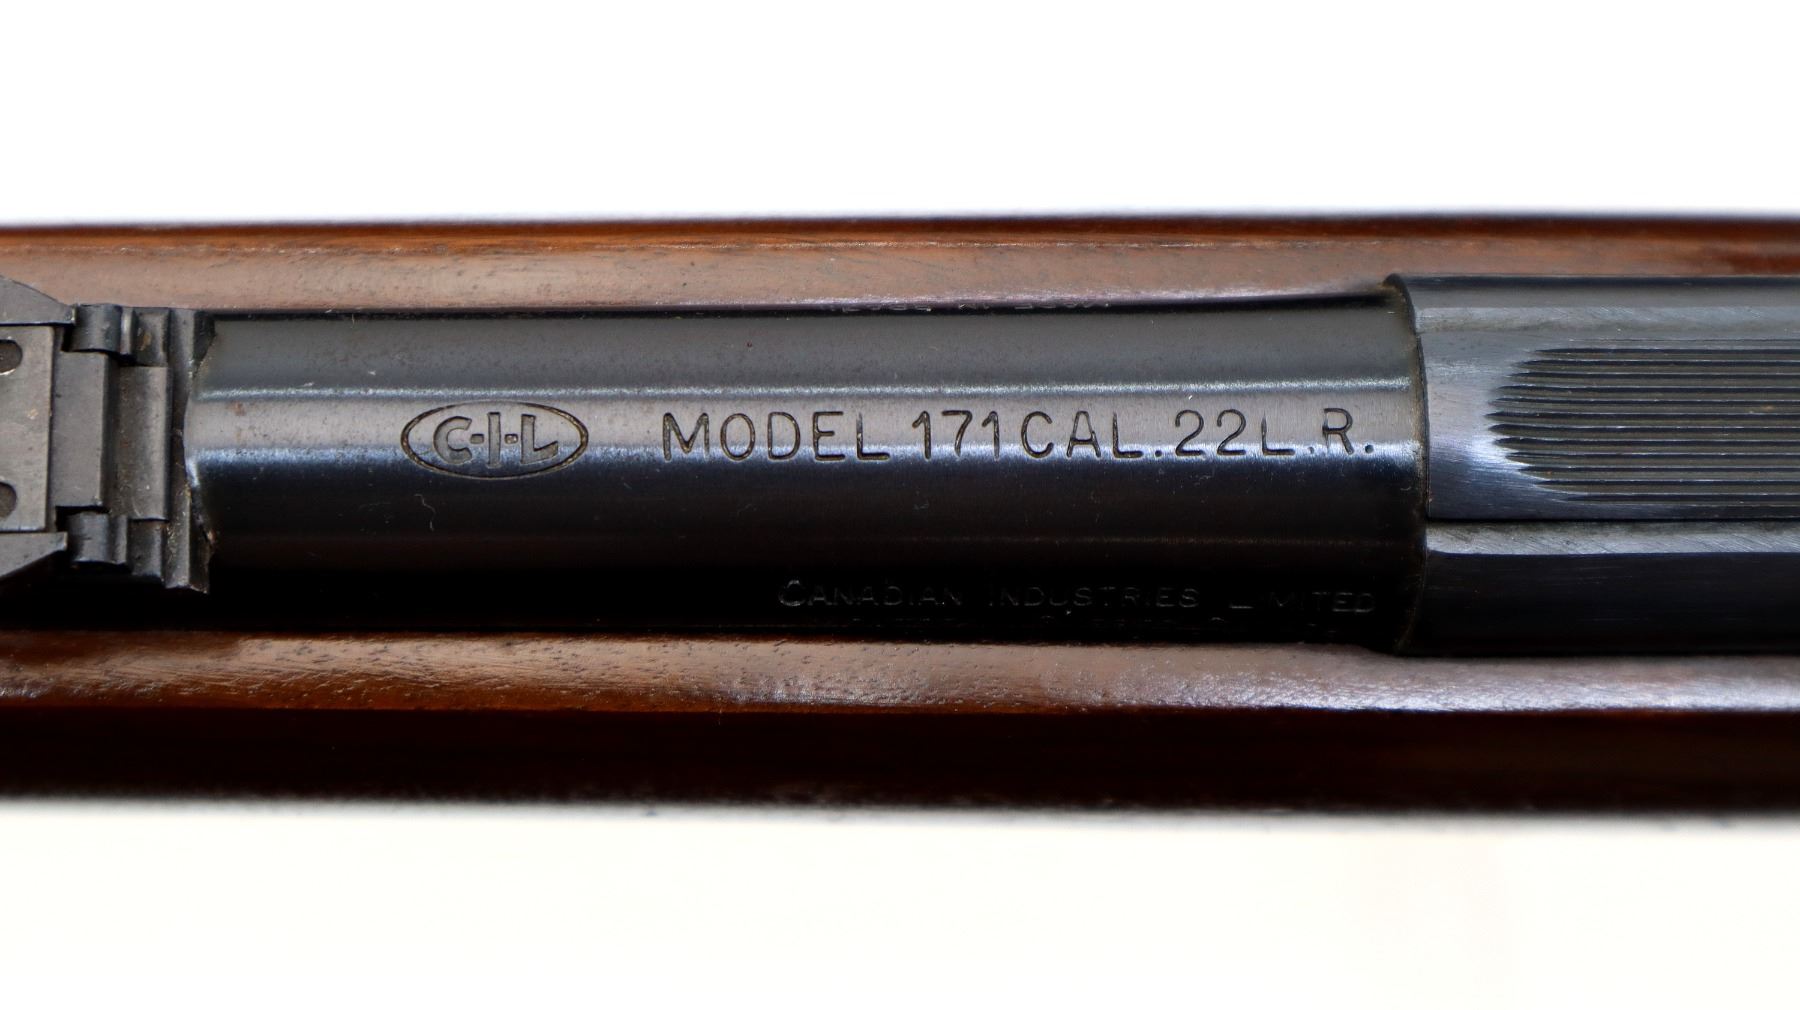 C-I-L MODEL 171 CAL. 22 L.R.
CANADIAN INDUSTRIES LIMITED